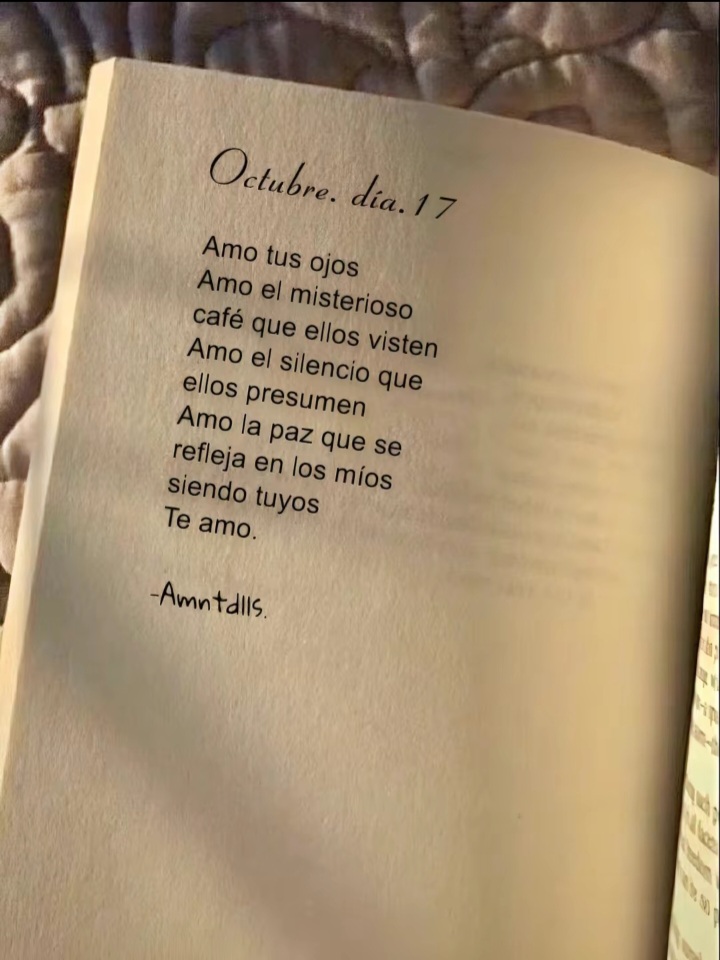 Octubre. día.17
Amo tus ojos
Amo el misterioso
café que ellos visten
Amo el silencio que
ellos presumen
Amo la paz que se
refleja en los míos
siendo tuyos
Te amo.
-Amntdlls.